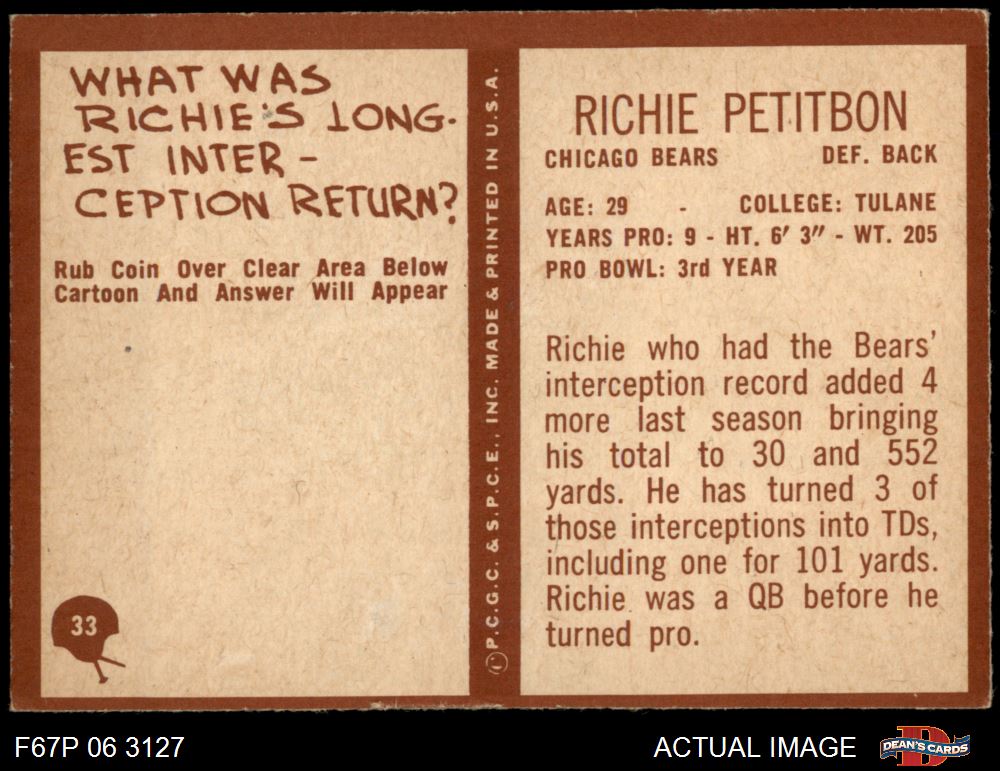 WHAT WAS
RICHIE'S LONG-
EST INTER -
CEPTION RETURN?
Rub Coin Over Clear Area Below
Cartoon And Answer Will Appear
33
© P.C.G.C. & S.P.C.E., INC. MADE & PRINTED IN U.S.A.
RICHIE PETITBON
CHICAGO BEARS DEF. BACK
AGE: 29 - COLLEGE: TULANE
YEARS PRO: 9 - HT. 6' 3" - WT. 205
PRO BOWL: 3rd YEAR
Richie who had the Bears'
interception record added 4
more last season bringing
his total to 30 and 552
yards. He has turned 3 of
those interceptions into TDs,
including one for 101 yards.
Richie was a QB before he
turned pro.
F67P 06 3127
ACTUAL IMAGE
D
DEAN'S CARDS